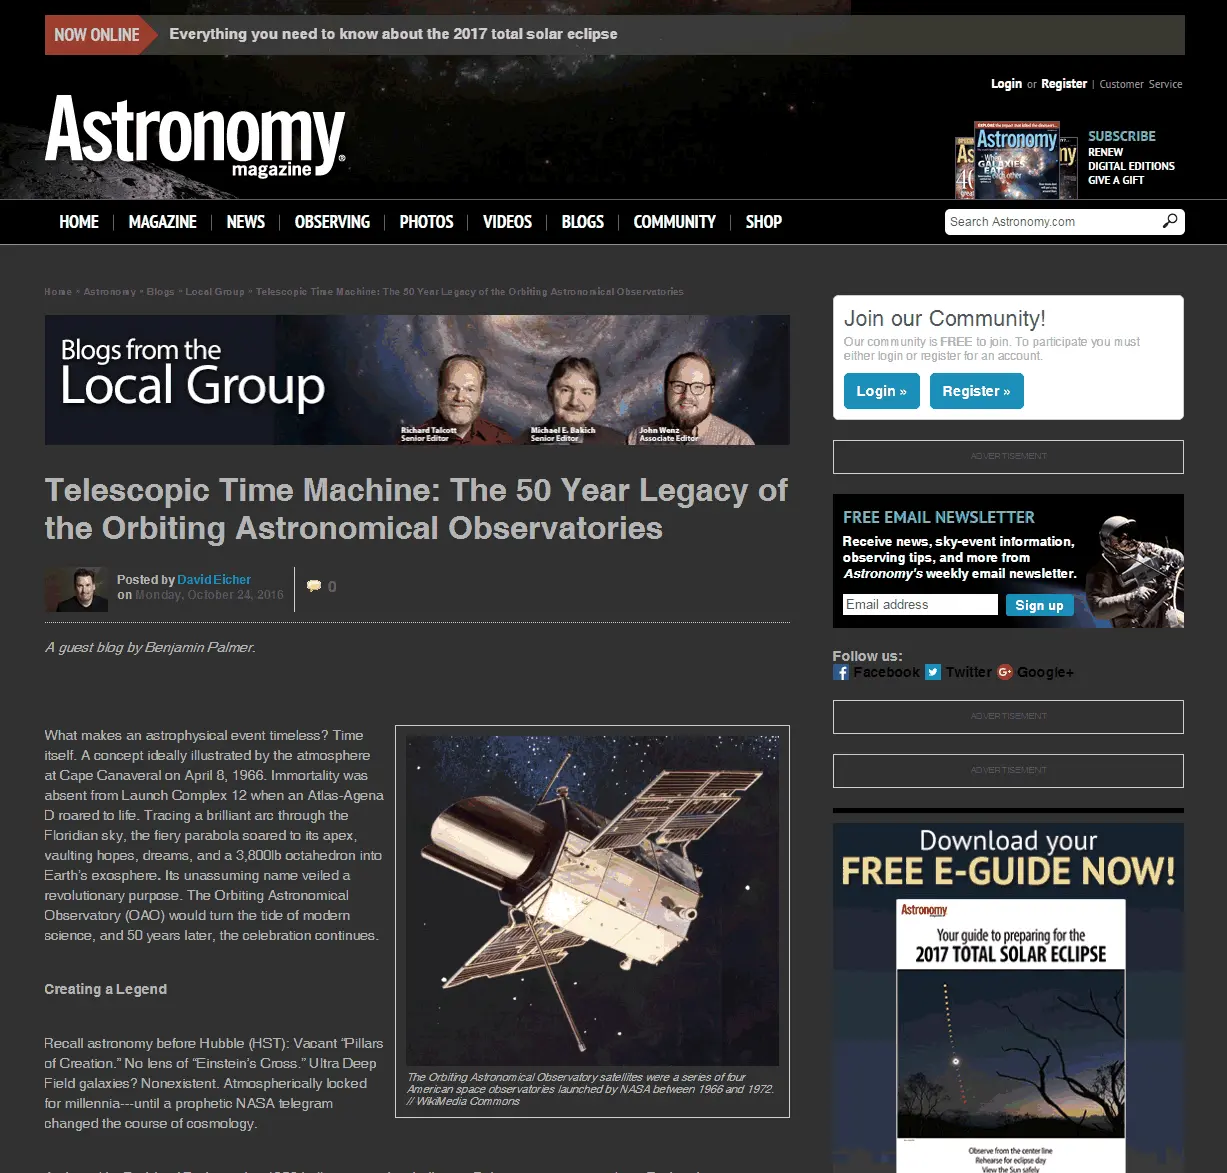 NOW ONLINE
Everything you need to know about the 2017 total solar eclipse
Login or Register | Customer Service
Astronomy
magazine
Astronomy
GALAXIES
EAT
SUBSCRIBE
RENEW
DIGITAL EDITIONS
GIVE A GIFT
HOME
MAGAZINE
NEWS
OBSERVING
PHOTOS
VIDEOS
BLOGS
COMMUNITY
SHOP
Search Astronomy.com
Home » Astronomy » Blogs » Local Group » Telescopic Time Machine: The 50 Year Legacy of the Orbiting Astronomical Observatories
Blogs from the
Local Group
Richard Talcott
Senior Editor
Michael E. Bakich
Senior Editor
John Wenz
Associate Editor
Telescopic Time Machine: The 50 Year Legacy of
the Orbiting Astronomical Observatories
Posted by David Eicher
on Monday, October 24, 2016
0
A guest blog by Benjamin Palmer.
What makes an astrophysical event timeless? Time
itself. A concept ideally illustrated by the atmosphere
at Cape Canaveral on April 8, 1966. Immortality was
absent from Launch Complex 12 when an Atlas-Agena
D roared to life. Tracing a brilliant arc through the
Floridian sky, the fiery parabola soared to its apex,
vaulting hopes, dreams, and a 3,800lb octahedron into
Earth's exosphere. Its unassuming name veiled a
revolutionary purpose. The Orbiting Astronomical
Observatory (OAO) would turn the tide of modern
science, and 50 years later, the celebration continues.
Creating a Legend
Recall astronomy before Hubble (HST): Vacant “Pillars
of Creation.” No lens of “Einstein’s Cross.” Ultra Deep
Field galaxies? Nonexistent. Atmospherically locked
for millennia---until a prophetic NASA telegram
changed the course of cosmology.
The Orbiting Astronomical Observatory satellites were a series of four
American space observatories launched by NASA between 1966 and 1972.
// WikiMedia Commons
Join our Community!
Our community is FREE to join. To participate you must
either login or register for an account.
Login »
Register »
ADVERTISEMENT
FREE EMAIL NEWSLETTER
Receive news, sky-event information,
observing tips, and more from
Astronomy's weekly email newsletter.
Email address
Sign up
Follow us:
Facebook
Twitter
Google+
ADVERTISEMENT
ADVERTISEMENT
Download your
FREE E-GUIDE NOW!
Astronomy
magazine
Your guide to preparing for the
2017 TOTAL SOLAR ECLIPSE
Observe from the center line
Rehearse for eclipse day
View the Sun safely